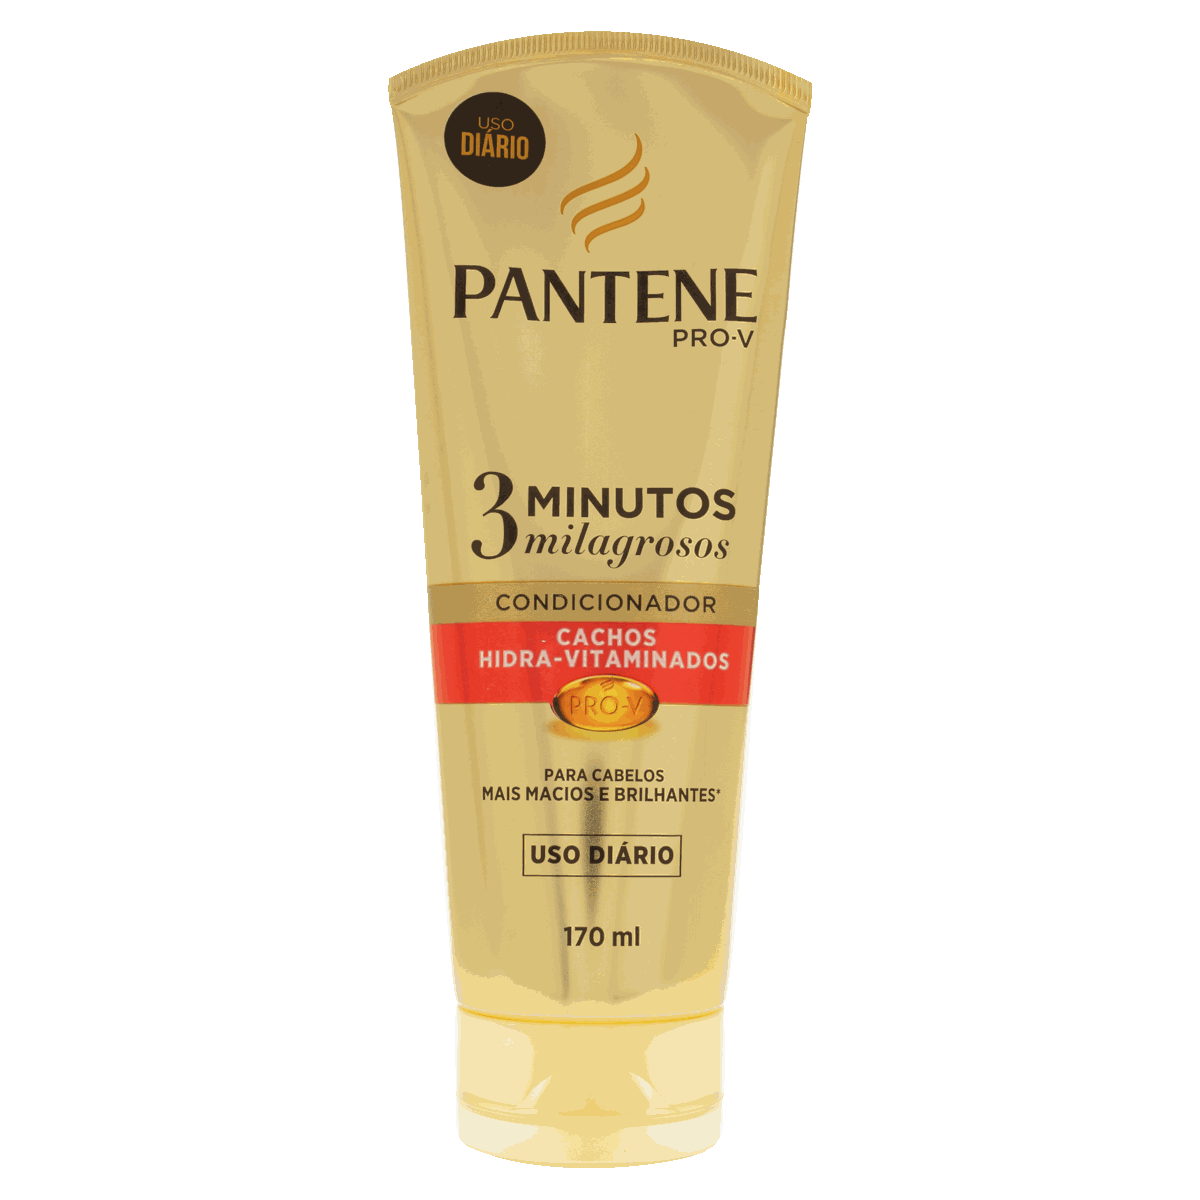 USO
DIÁRIO
PANTENE
PRO-V
3 MINUTOS
milagrosos
CONDICIONADOR
CACHOS
HIDRA-VITAMINADOS
PRO-V
PARA CABELOS
MAIS MACIOS E BRILHANTES*
USO DIÁRIO
170 ml